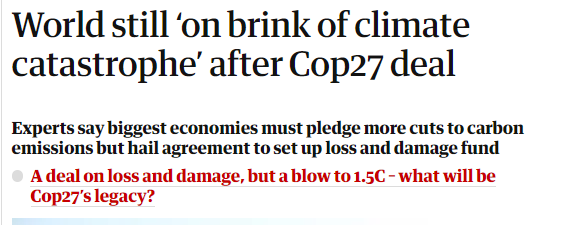 World still ‘on brink of climate
catastrophe’ after Cop27 deal
Experts say biggest economies must pledge more cuts to carbon
emissions but hail agreement to set up loss and damage fund
A deal on loss and damage, but a blow to 1.5C – what will be
Cop27’s legacy?